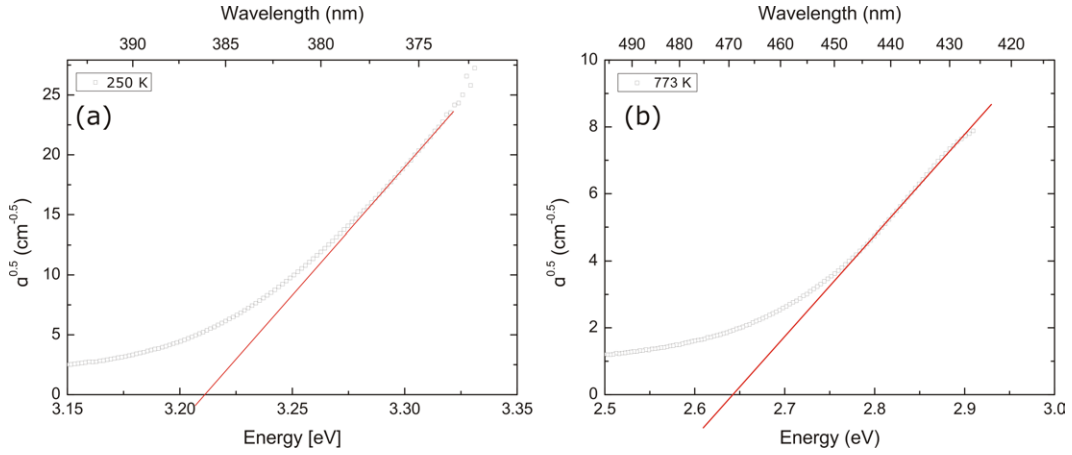 Wavelength (nm)
390 385 380 375
250 K
(a)
25
20
15
10
5
0
α^0.5 (cm^-0.5)
3.15 3.20 3.25 3.30 3.35
Energy [eV]
Wavelength (nm)
490 480 470 460 450 440 430 420
773 K
(b)
10
8
6
4
2
0
α^0.5 (cm^-0.5)
2.5 2.6 2.7 2.8 2.9 3.0
Energy (eV)